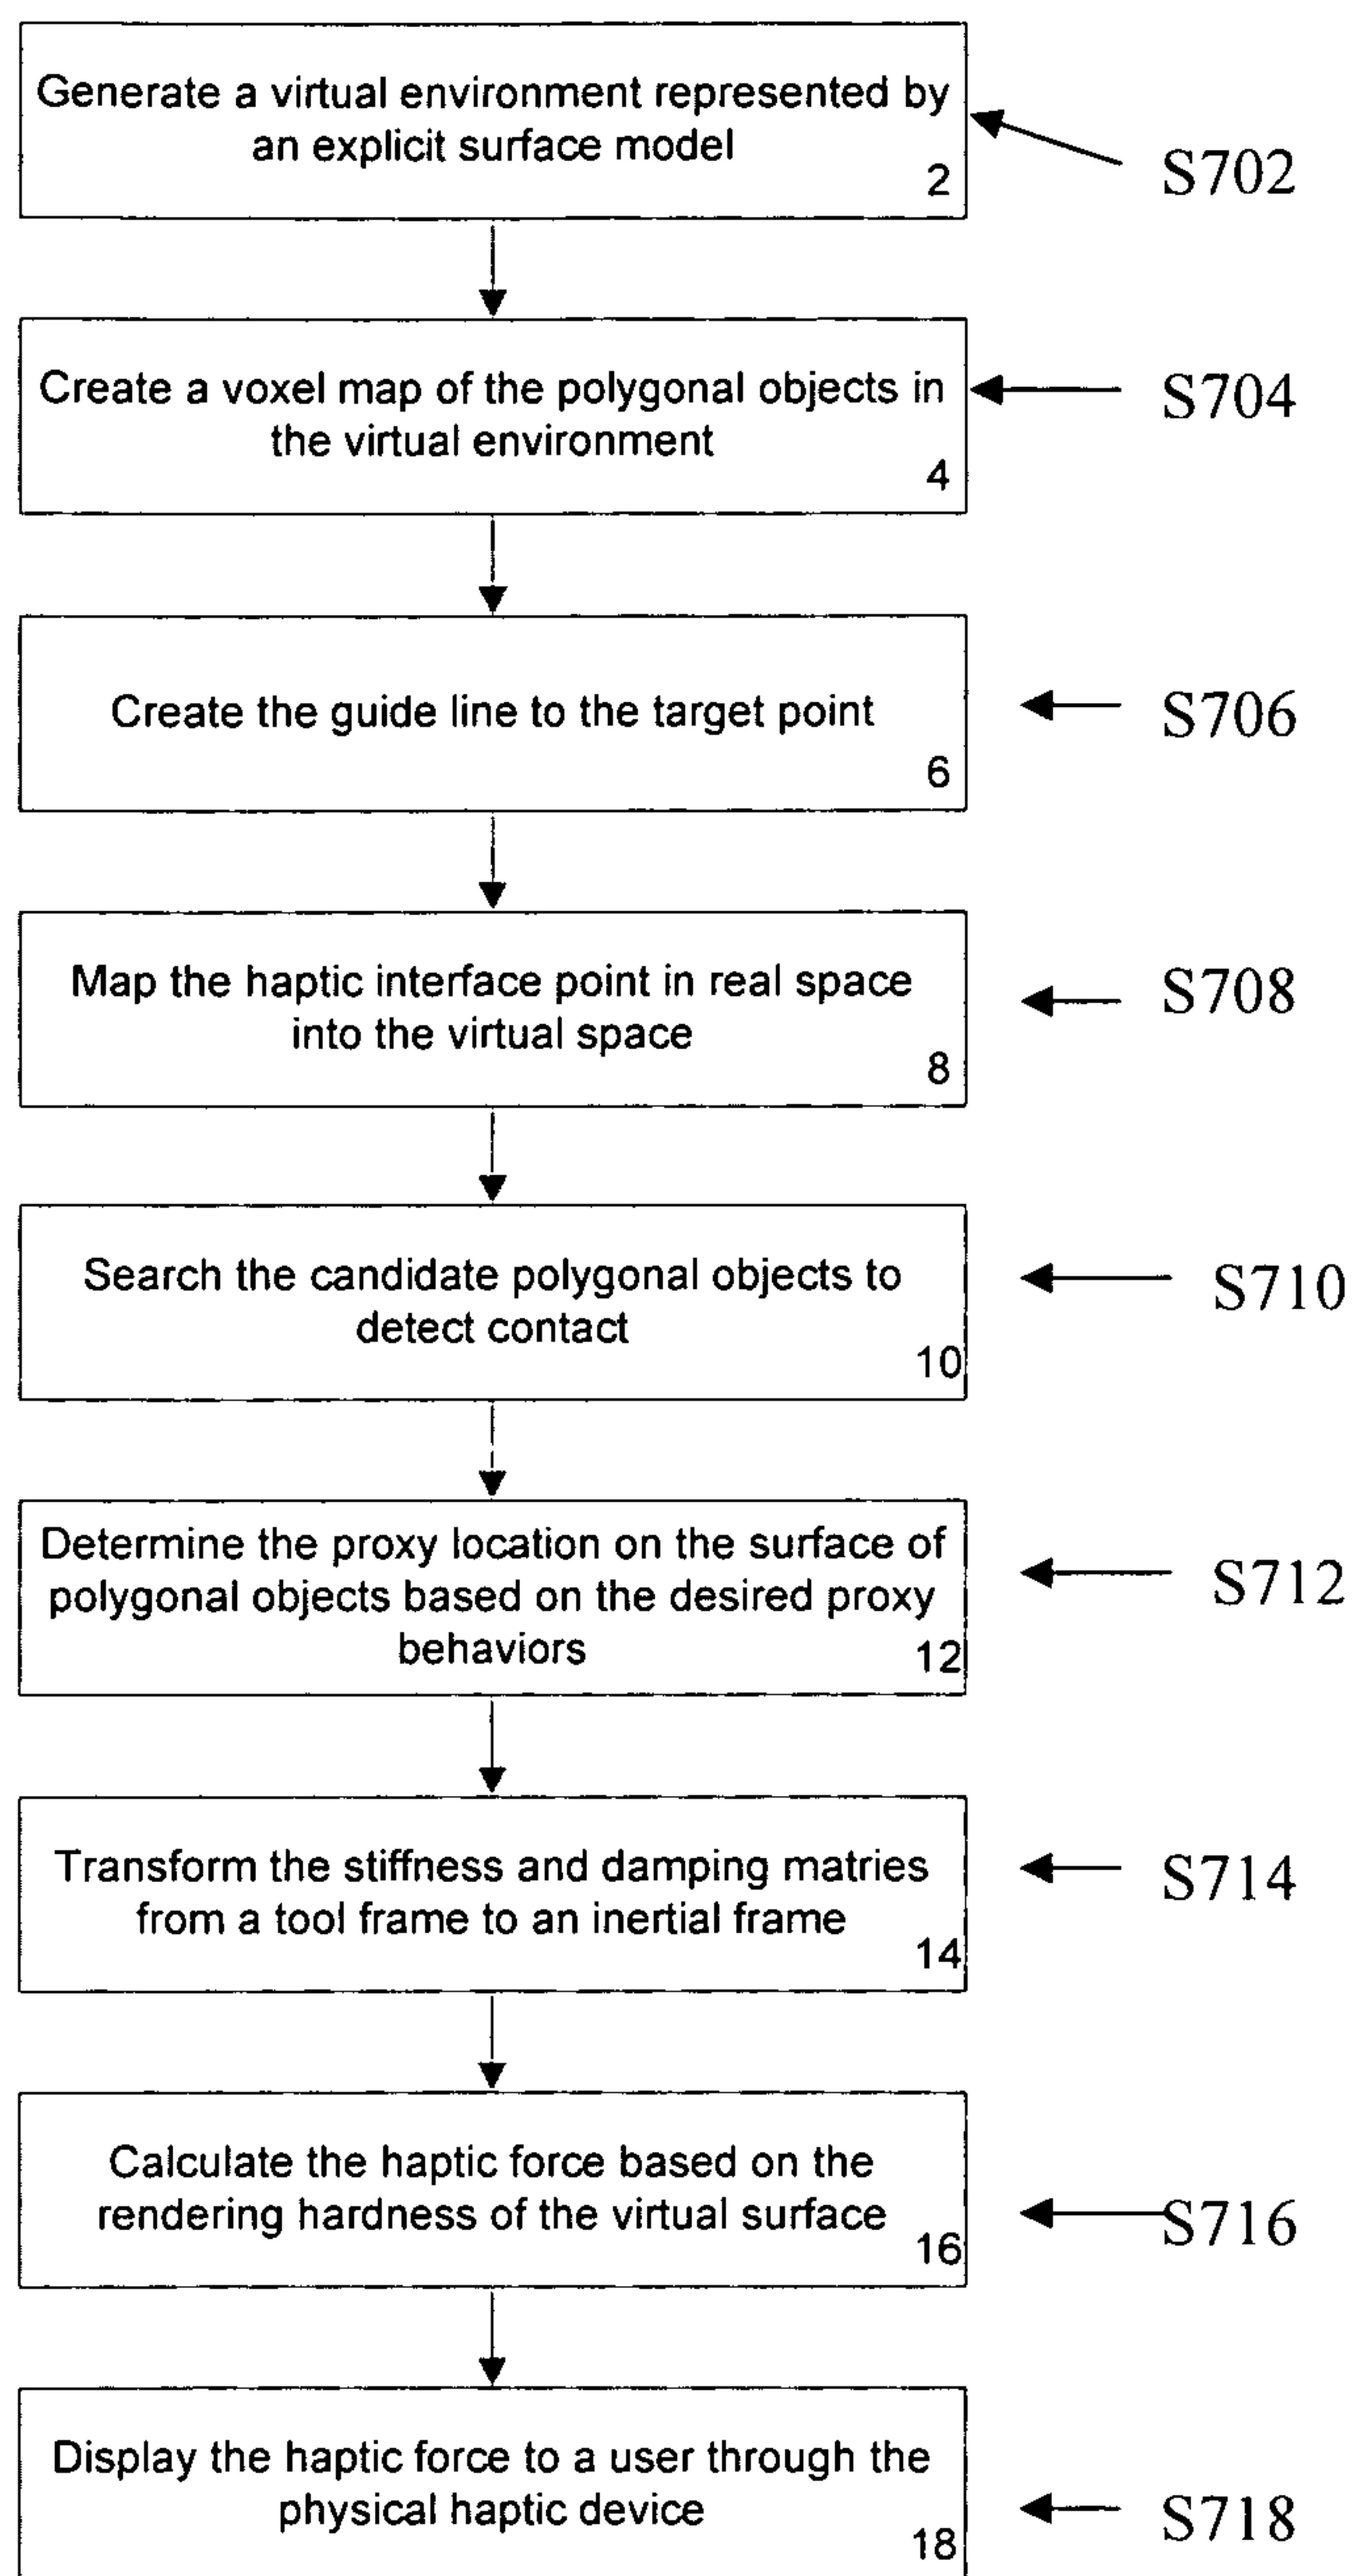 Generate a virtual environment represented by
an explicit surface model
2
S702
Create a voxel map of the polygonal objects in
the virtual environment
4
S704
Create the guide line to the target point
6
S706
Map the haptic interface point in real space
into the virtual space
8
S708
Search the candidate polygonal objects to
detect contact
10
S710
Determine the proxy location on the surface of
polygonal objects based on the desired proxy
behaviors
12
S712
Transform the stiffness and damping matries
from a tool frame to an inertial frame
14
S714
Calculate the haptic force based on the
rendering hardness of the virtual surface
16
S716
Display the haptic force to a user through the
physical haptic device
18
S718